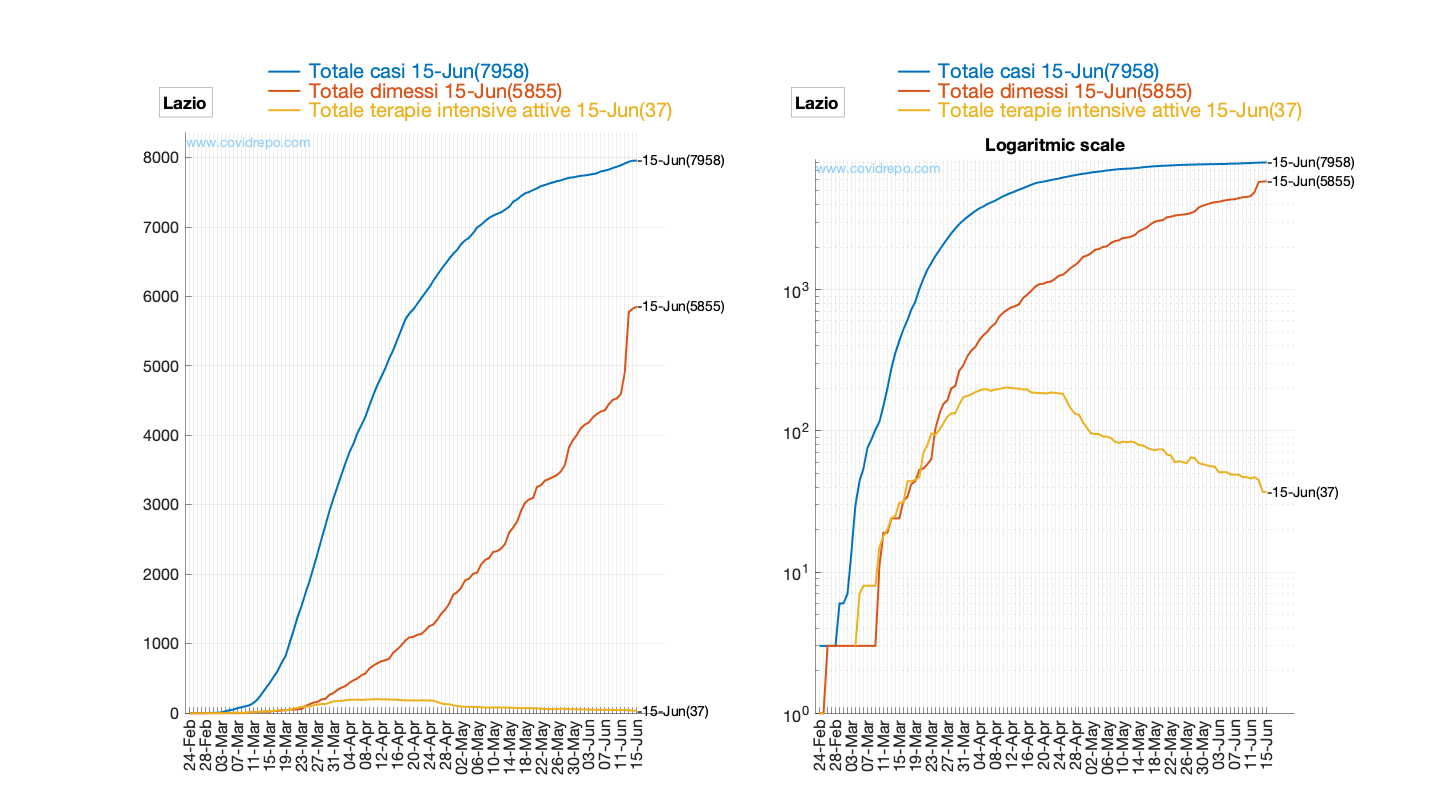 Totale casi 15-Jun(7958)
Totale dimessi 15-Jun(5855)
Totale terapie intensive attive 15-Jun(37)
Lazio
www.covidrepo.com
8000
7000
6000
5000
4000
3000
2000
1000
0
-15-Jun(7958)
-15-Jun(5855)
-15-Jun(37)
24-Feb
28-Feb
03-Mar
07-Mar
11-Mar
15-Mar
19-Mar
23-Mar
27-Mar
31-Mar
04-Apr
08-Apr
12-Apr
16-Apr
20-Apr
24-Apr
28-Apr
02-May
06-May
10-May
14-May
18-May
22-May
26-May
30-May
03-Jun
07-Jun
11-Jun
15-Jun
Totale casi 15-Jun(7958)
Totale dimessi 15-Jun(5855)
Totale terapie intensive attive 15-Jun(37)
Lazio
Logaritmic scale
www.covidrepo.com
10³
10²
10¹
10⁰
-15-Jun(7958)
-15-Jun(5855)
-15-Jun(37)
24-Feb
28-Feb
03-Mar
07-Mar
11-Mar
15-Mar
19-Mar
23-Mar
27-Mar
31-Mar
04-Apr
08-Apr
12-Apr
16-Apr
20-Apr
24-Apr
28-Apr
02-May
06-May
10-May
14-May
18-May
22-May
26-May
30-May
03-Jun
07-Jun
11-Jun
15-Jun